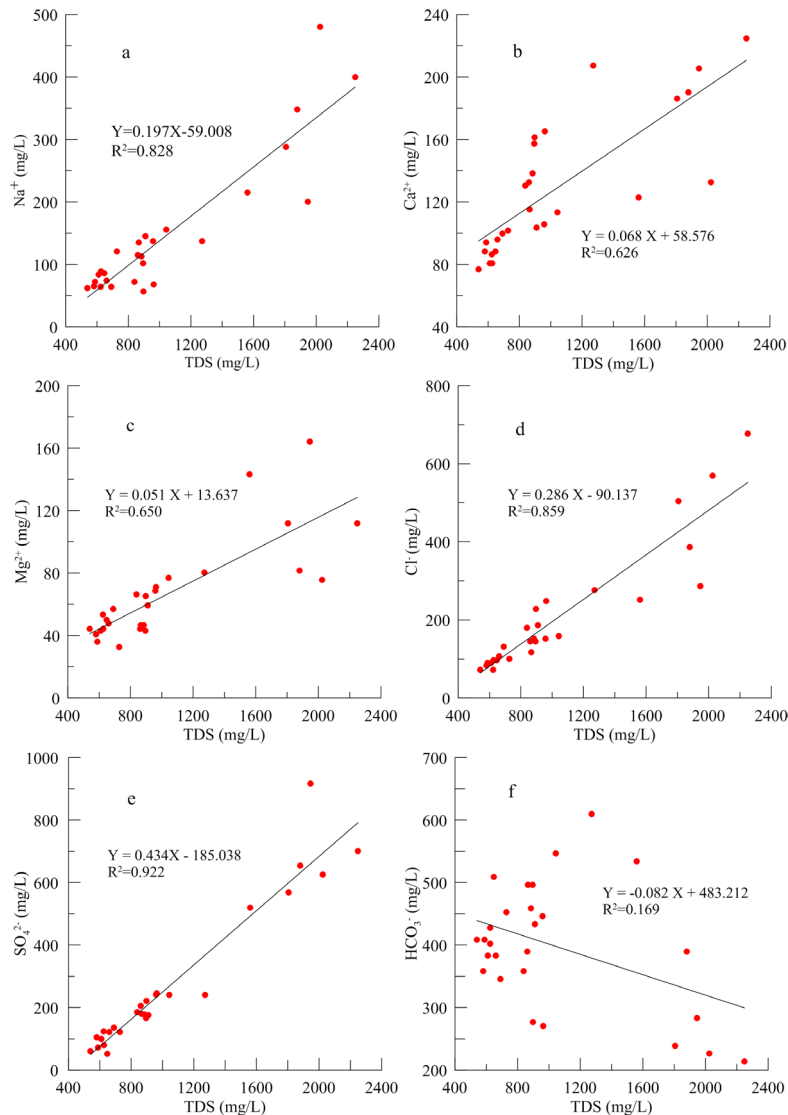 500
400
300
200
100
0
Na⁺ (mg/L)
a
Y=0.197X-59.008
R²=0.828
400 800 1200 1600 2000 2400
TDS (mg/L)
240
200
160
120
80
40
Ca²⁺ (mg/L)
b
Y = 0.068 X + 58.576
R²=0.626
400 800 1200 1600 2000 2400
TDS (mg/L)
200
160
120
80
40
0
Mg²⁺ (mg/L)
c
Y = 0.051 X + 13.637
R²=0.650
400 800 1200 1600 2000 2400
TDS (mg/L)
800
600
400
200
0
Cl⁻ (mg/L)
d
Y = 0.286 X - 90.137
R²=0.859
400 800 1200 1600 2000 2400
TDS (mg/L)
1000
800
600
400
200
0
SO₄²⁻ (mg/L)
e
Y = 0.434X - 185.038
R²=0.922
400 800 1200 1600 2000 2400
TDS (mg/L)
700
600
500
400
300
200
HCO₃⁻ (mg/L)
f
Y = -0.082 X + 483.212
R²=0.169
400 800 1200 1600 2000 2400
TDS (mg/L)